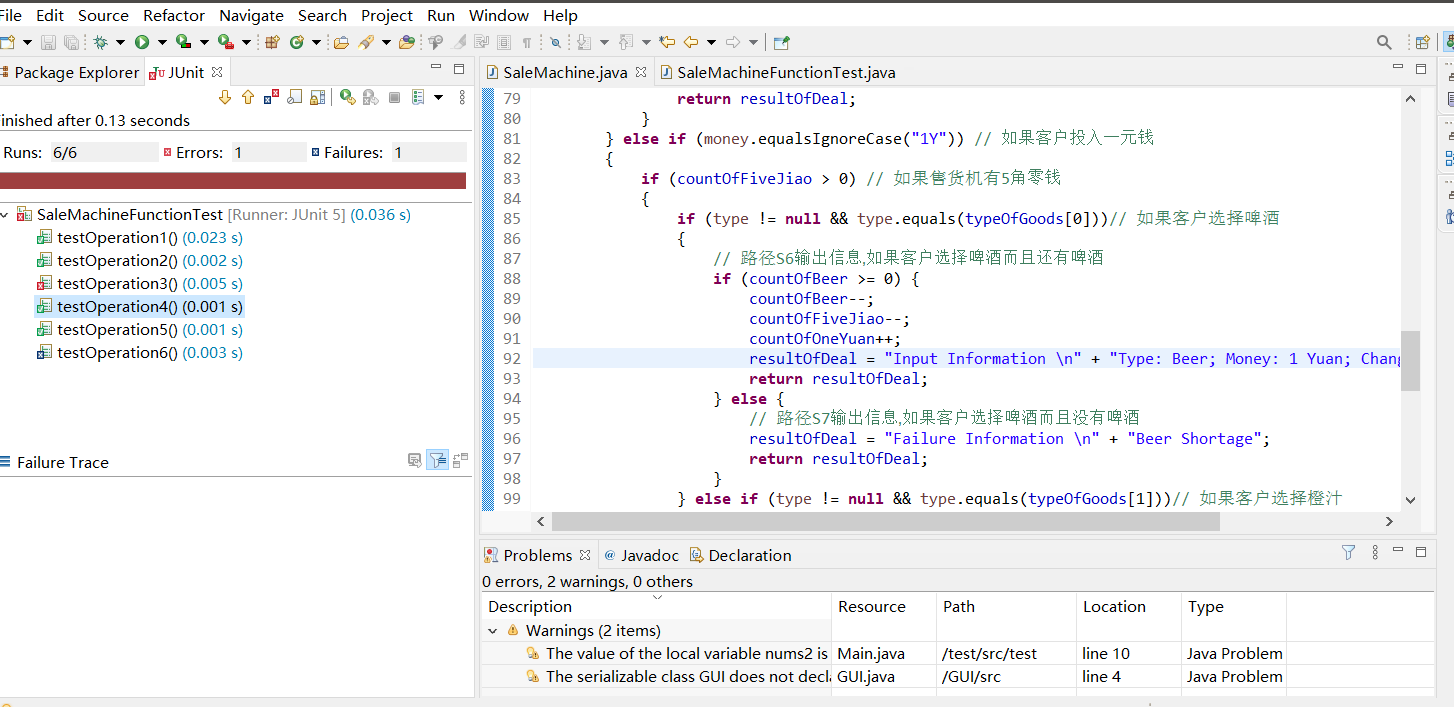 File Edit Source Refactor Navigate Search Project Run Window Help
Package Explorer JUnit
inished after 0.13 seconds
Runs: 6/6 Errors: 1 Failures: 1
SaleMachineFunctionTest [Runner: JUnit 5] (0.036 s)
testOperation1() (0.023 s)
testOperation2() (0.002 s)
testOperation3() (0.005 s)
testOperation4() (0.001 s)
testOperation5() (0.001 s)
testOperation6() (0.003 s)
Failure Trace
SaleMachine.java SaleMachineFunctionTest.java
79 return resultOfDeal;
80 }
81 } else if (money.equalsIgnoreCase("1Y")) // 如果客户投入一元钱
82 {
83 if (countOfFiveJiao > 0) // 如果售货机有5角零钱
84 {
85 if (type != null && type.equals(typeOfGoods[0]))// 如果客户选择啤酒
86 {
87 // 路径S6输出信息,如果客户选择啤酒而且还有啤酒
88 if (countOfBeer >= 0) {
89 countOfBeer--;
90 countOfFiveJiao--;
91 countOfOneYuan++;
92 resultOfDeal = "Input Information \n" + "Type: Beer; Money: 1 Yuan; Chang
93 return resultOfDeal;
94 } else {
95 // 路径S7输出信息,如果客户选择啤酒而且没有啤酒
96 resultOfDeal = "Failure Information \n" + "Beer Shortage";
97 return resultOfDeal;
98 }
99 } else if (type != null && type.equals(typeOfGoods[1]))// 如果客户选择橙汁
Problems @ Javadoc Declaration
0 errors, 2 warnings, 0 others
Description Resource Path Location Type
Warnings (2 items)
The value of the local variable nums2 is Main.java /test/src/test line 10 Java Problem
The serializable class GUI does not decla GUI.java /GUI/src line 4 Java Problem